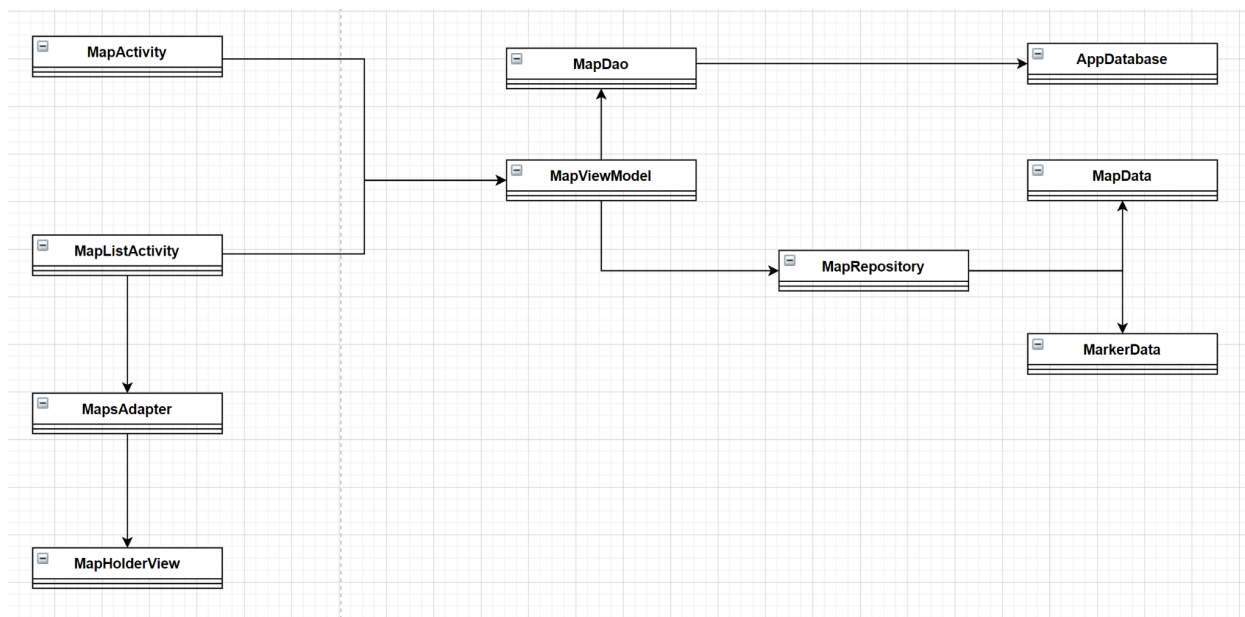 MapActivity
MapDao
AppDatabase
MapViewModel
MapData
MapListActivity
MapRepository
MarkerData
MapsAdapter
MapHolderView